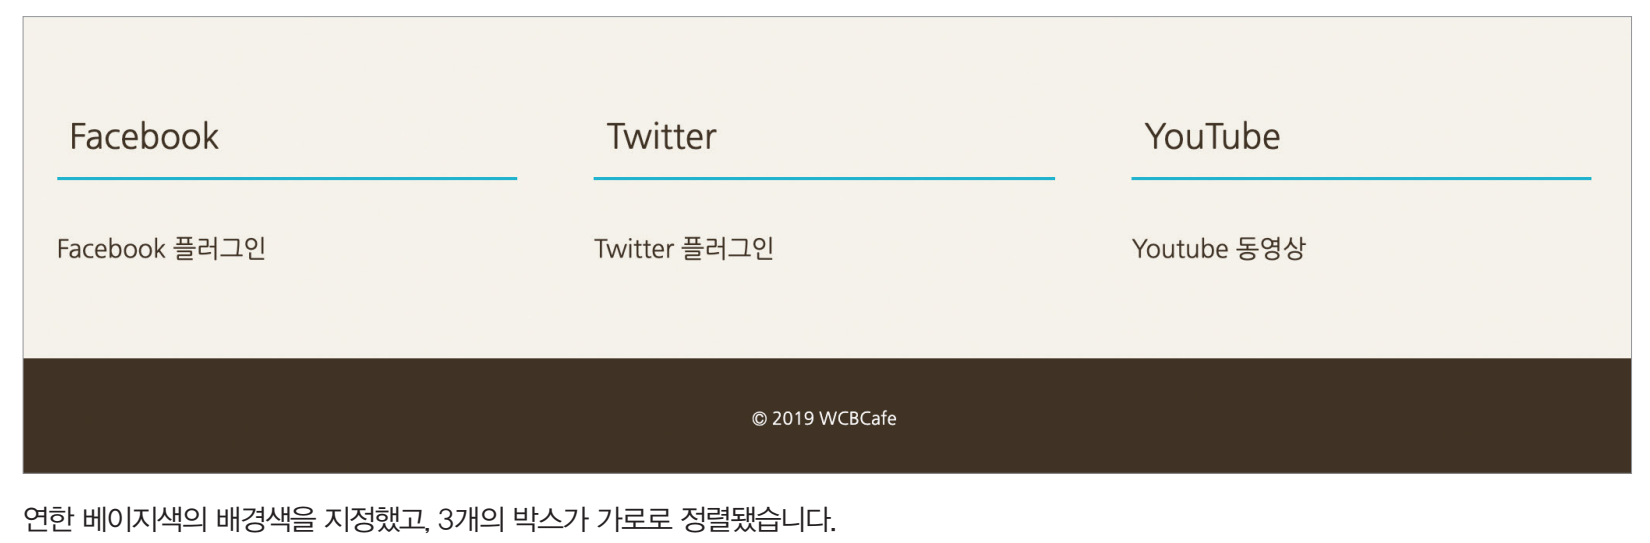 Facebook
Twitter
YouTube
Facebook 플러그인
Twitter 플러그인
Youtube 동영상
© 2019 WCBCafe
연한 베이지색의 배경색을 지정했고, 3개의 박스가 가로로 정렬됐습니다.